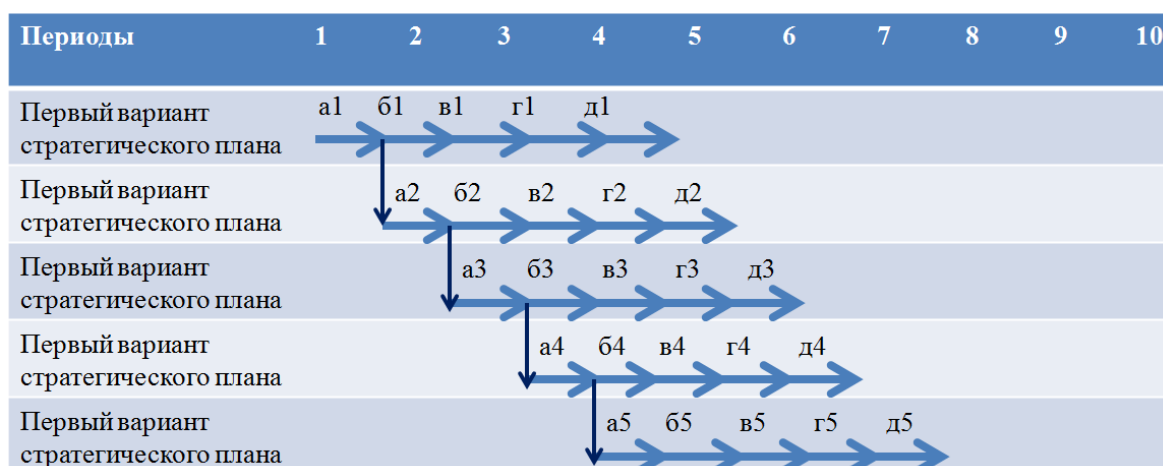 Периоды 1 2 3 4 5 6 7 8 9 10
Первый вариант
стратегического плана
а1 б1 в1 г1 д1
Первый вариант
стратегического плана
а2 б2 в2 г2 д2
Первый вариант
стратегического плана
а3 б3 в3 г3 д3
Первый вариант
стратегического плана
а4 б4 в4 г4 д4
Первый вариант
стратегического плана
а5 б5 в5 г5 д5